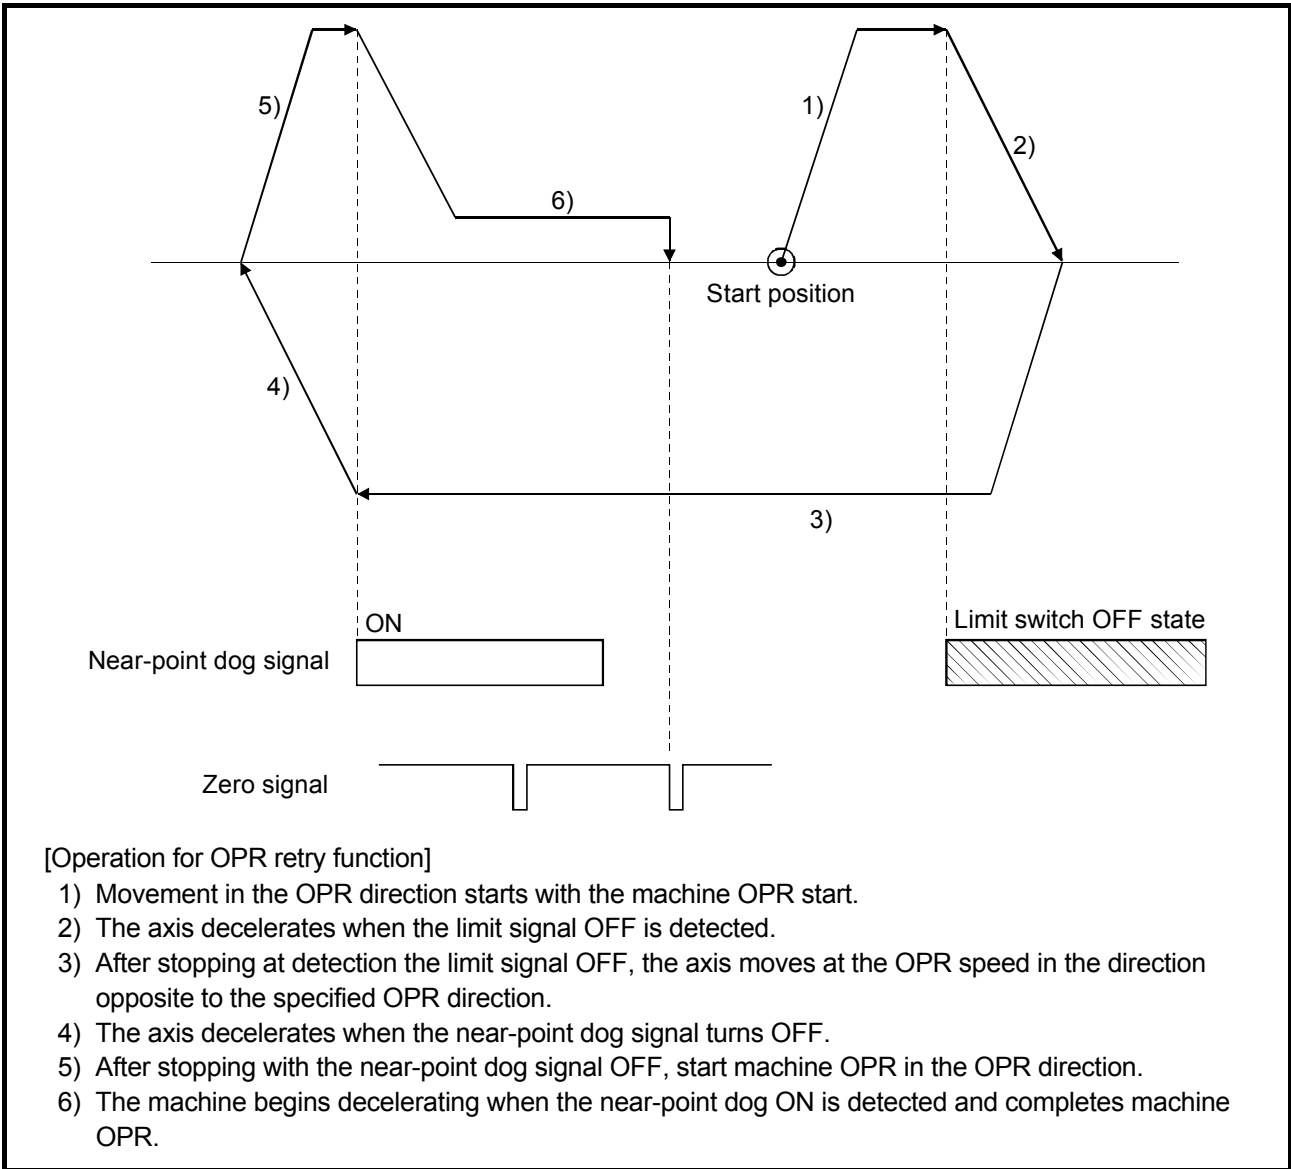 5)
1)
2)
6)
Start position
4)
3)
ON
Limit switch OFF state
Near-point dog signal
Zero signal
[Operation for OPR retry function]
1) Movement in the OPR direction starts with the machine OPR start.
2) The axis decelerates when the limit signal OFF is detected.
3) After stopping at detection the limit signal OFF, the axis moves at the OPR speed in the direction
opposite to the specified OPR direction.
4) The axis decelerates when the near-point dog signal turns OFF.
5) After stopping with the near-point dog signal OFF, start machine OPR in the OPR direction.
6) The machine begins decelerating when the near-point dog ON is detected and completes machine
OPR.